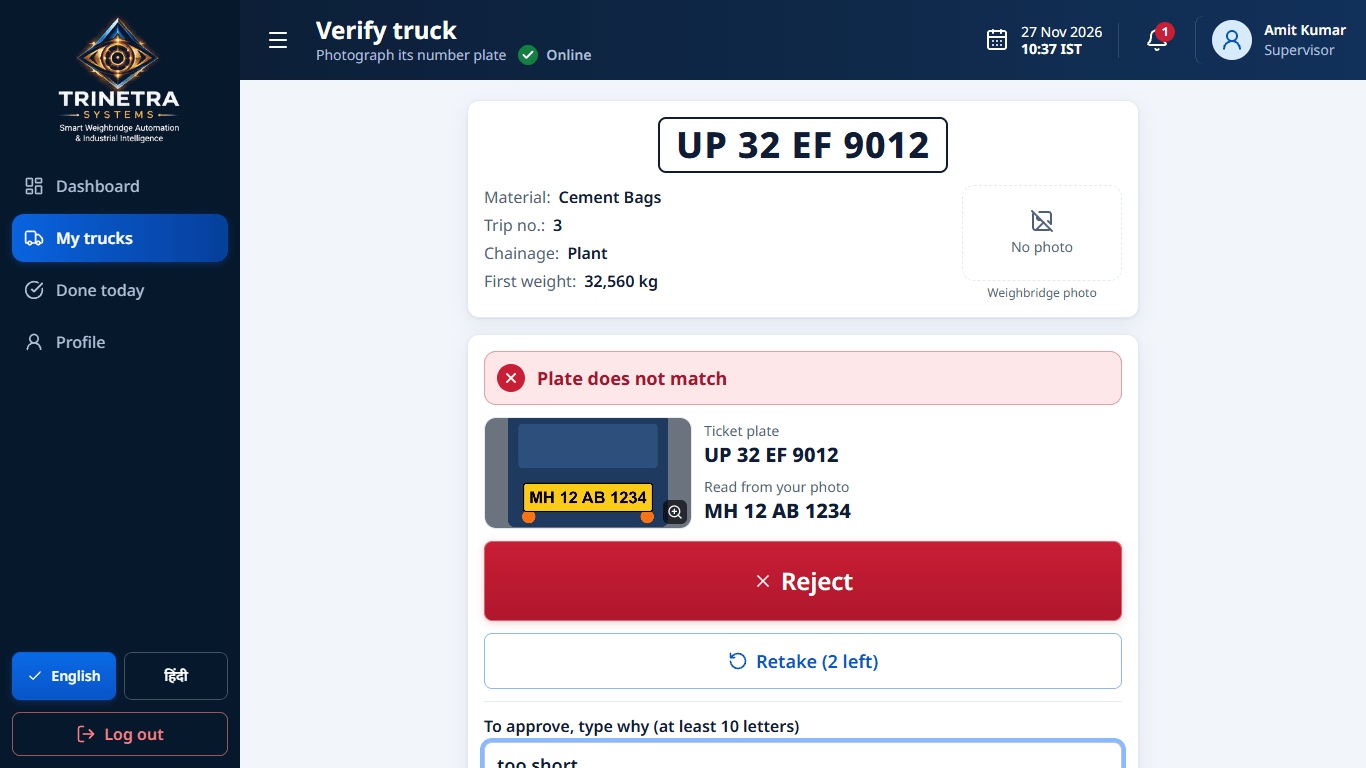 TRINETRA
SYSTEMS
Smart Weighbridge Automation
& Industrial Intelligence
Dashboard
My trucks
Done today
Profile
English
हिंदी
Log out
Verify truck
Photograph its number plate
Online
27 Nov 2026
10:37 IST
1
Amit Kumar
Supervisor
UP 32 EF 9012
Material: Cement Bags
Trip no.: 3
Chainage: Plant
First weight: 32,560 kg
No photo
Weighbridge photo
Plate does not match
MH 12 AB 1234
Ticket plate
UP 32 EF 9012
Read from your photo
MH 12 AB 1234
Reject
Retake (2 left)
To approve, type why (at least 10 letters)
too short